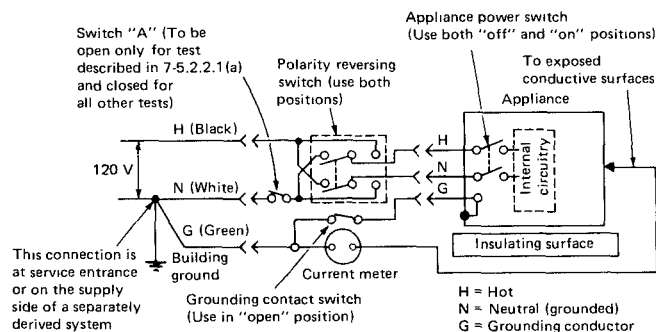 Switch "A" (To be
open only for test
described in 7-5.2.2.1(a)
and closed for
all other tests)
Polarity reversing
switch (use both
positions)
Appliance power switch
(Use both "off" and "on" positions)
To exposed
conductive surfaces
Appliance
H (Black)
120 V
N (White)
G (Green)
Building
ground
H
N
G
Internal
circuitry
Insulating surface
This connection is
at service entrance
or on the supply
side of a separately
derived system
Current meter
Grounding contact switch
(Use in "open" position)
H = Hot
N = Neutral (grounded)
G = Grounding conductor